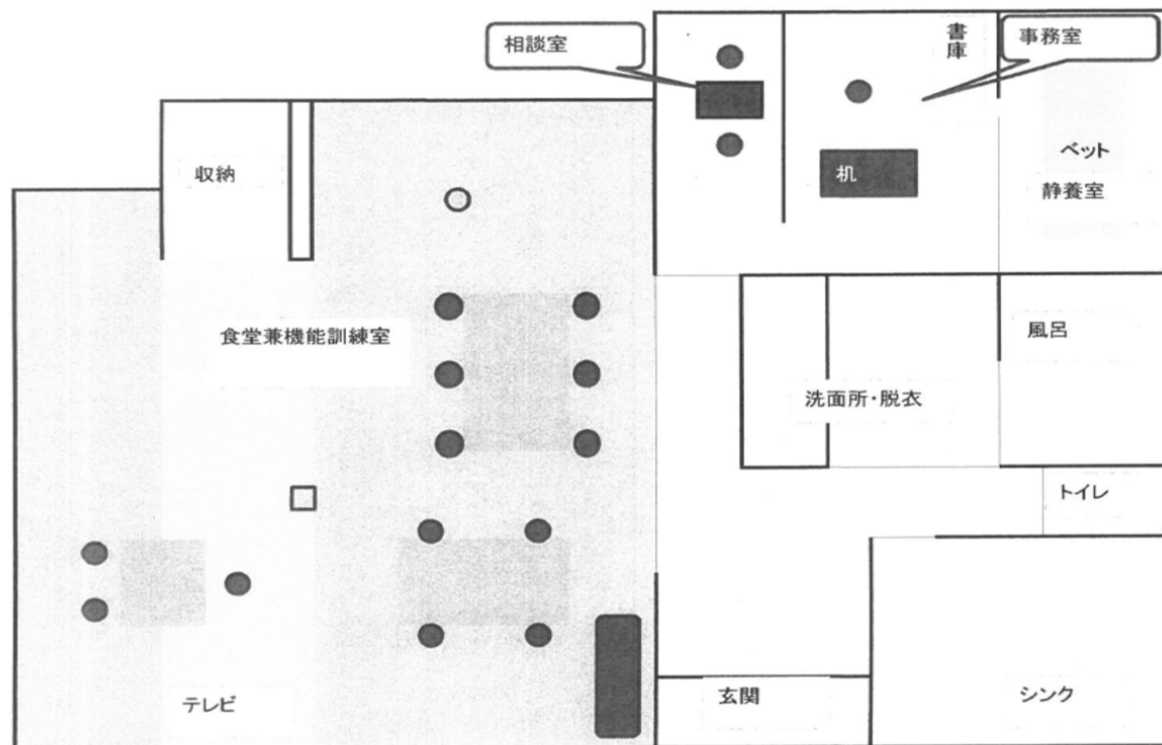 相談室
書庫
事務室
収納
机
ベット
静養室
食堂兼機能訓練室
風呂
洗面所・脱衣
トイレ
テレビ
玄関
シンク